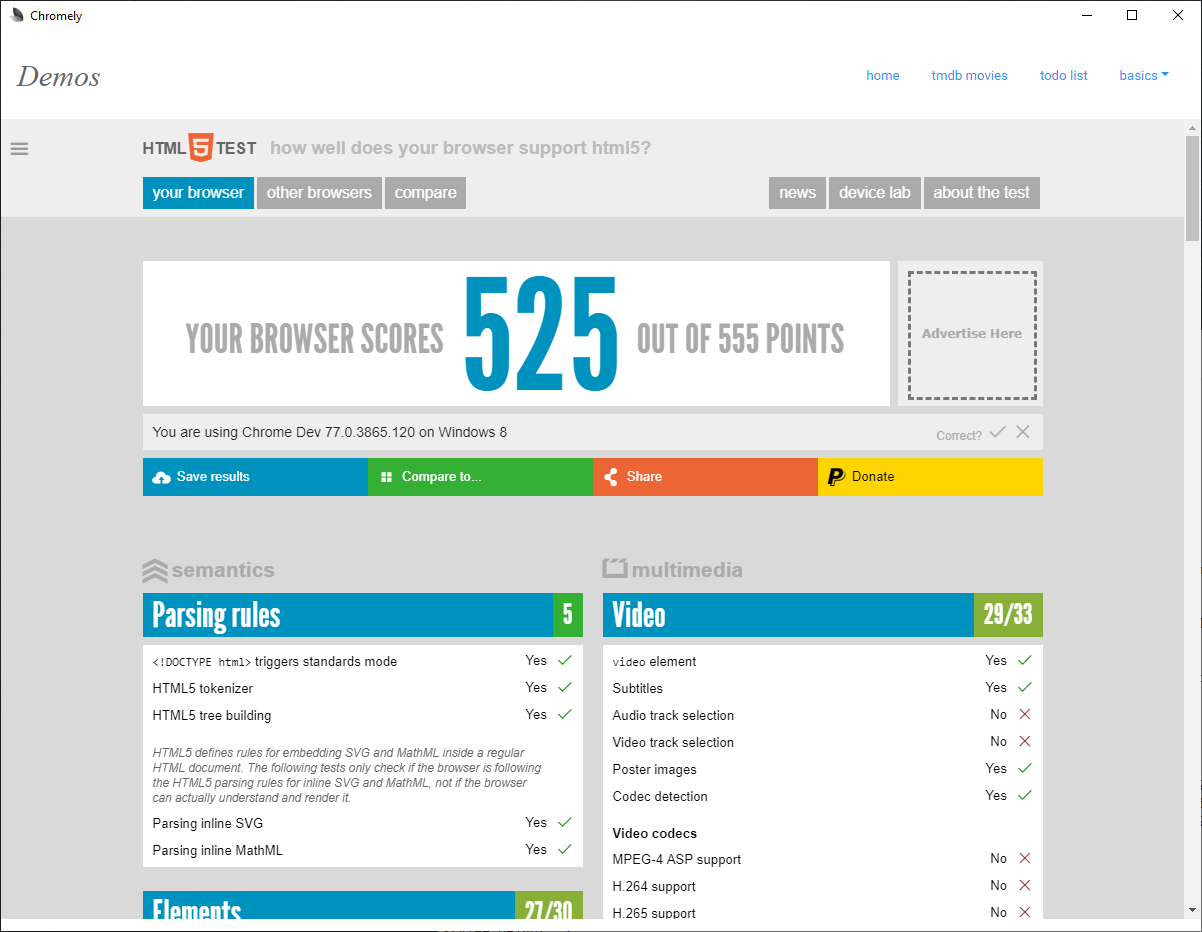 Chromely
Demos
home tmdb movies todo list basics
HTML 5 TEST how well does your browser support html5?
your browser other browsers compare news device lab about the test
YOUR BROWSER SCORES 525 OUT OF 555 POINTS
Advertise Here
You are using Chrome Dev 77.0.3865.120 on Windows 8 Correct?
Save results Compare to... Share Donate
semantics
Parsing rules 5
<!DOCTYPE html> triggers standards mode Yes
HTML5 tokenizer Yes
HTML5 tree building Yes
HTML5 defines rules for embedding SVG and MathML inside a regular
HTML document. The following tests only check if the browser is following
the HTML5 parsing rules for inline SVG and MathML, not if the browser
can actually understand and render it.
Parsing inline SVG Yes
Parsing inline MathML Yes
Elements 27/30
multimedia
Video 29/33
video element Yes
Subtitles Yes
Audio track selection No
Video track selection No
Poster images Yes
Codec detection Yes
Video codecs
MPEG-4 ASP support No
H.264 support No
H.265 support No